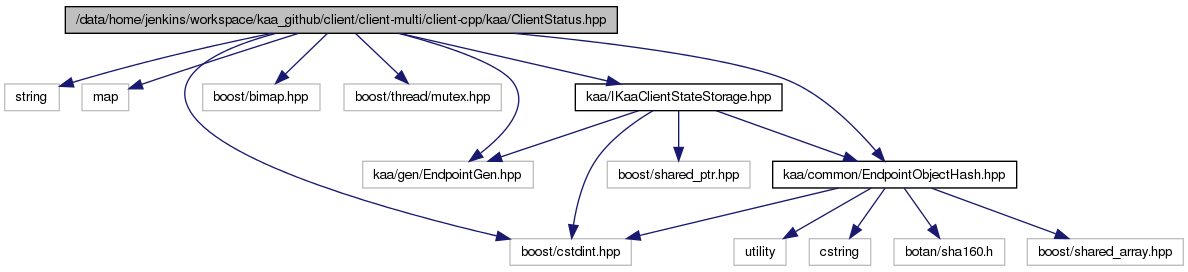 /data/home/jenkins/workspace/kaa_github/client/client-multi/client-cpp/kaa/ClientStatus.hpp
string
map
boost/bimap.hpp
boost/thread/mutex.hpp
kaa/IKaaClientStateStorage.hpp
kaa/gen/EndpointGen.hpp
boost/shared_ptr.hpp
kaa/common/EndpointObjectHash.hpp
boost/cstdint.hpp
utility
cstring
botan/sha160.h
boost/shared_array.hpp